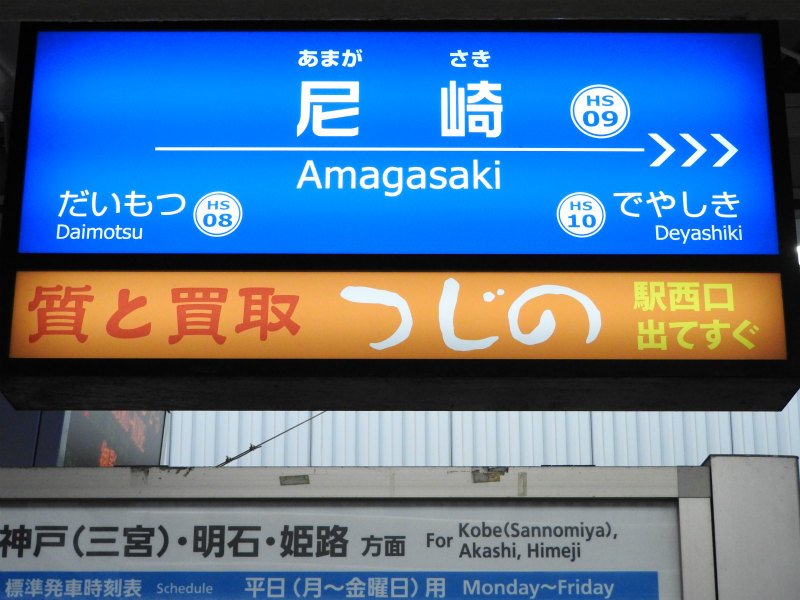 あまが さき
尼 崎 HS 09
Amagasaki
だいもつ HS 08 HS 10 でやしき
Daimotsu Deyashiki
質と買取 つじの 駅西口
出てすぐ
神戸(三宮)・明石・姫路 方面 For Kobe(Sannomiya),
Akashi, Himeji
標準発車時刻表 Schedule 平日(月〜金曜日)用 Monday〜Friday